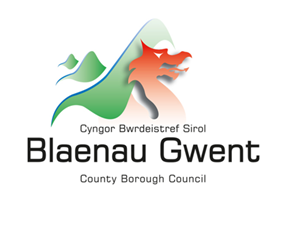 Cyngor Bwrdeistref Sirol
Blaenau Gwent
County Borough Council